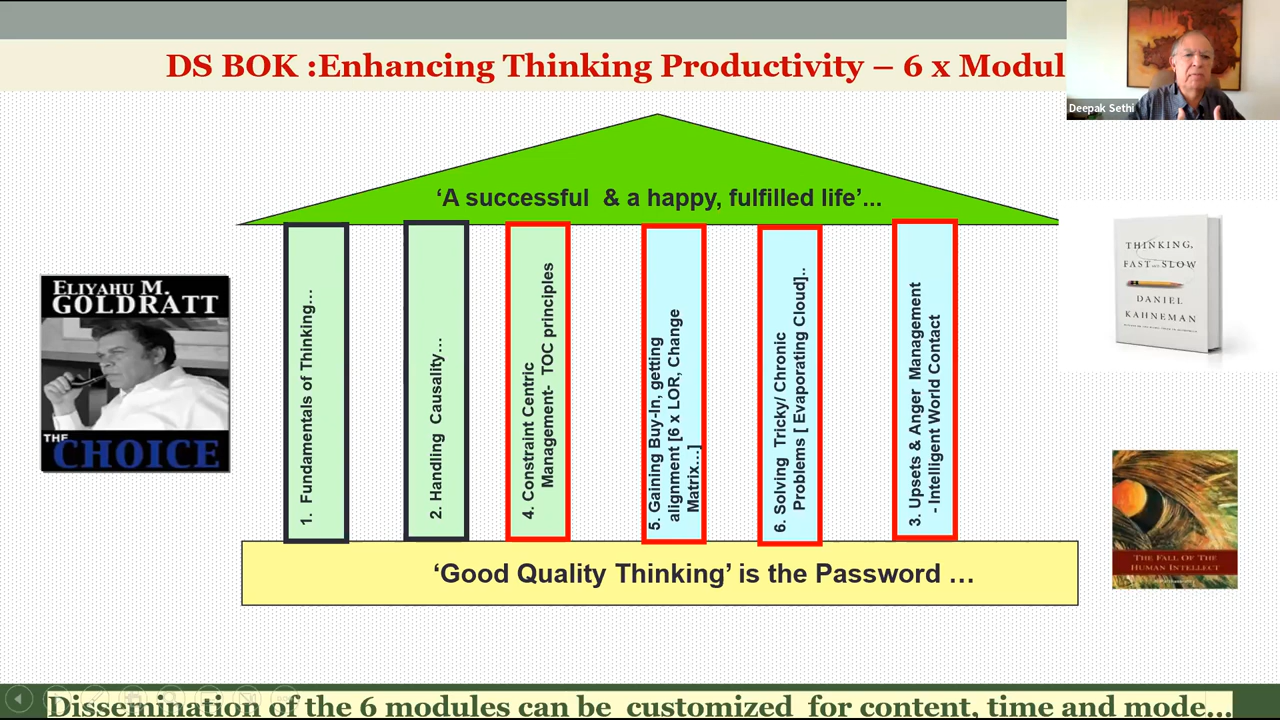 DS BOK :Enhancing Thinking Productivity – 6 x Modul
Deepak Sethi
‘A successful & a happy, fulfilled life’...
ELIYAHU M.
GOLDRATT
THE
CHOICE
1. Fundamentals of Thinking...
2. Handling Causality...
4. Constraint Centric
Management- TOC principles
5. Gaining Buy-In, getting
alignment [6 x LOR, Change
Matrix...]
6. Solving Tricky/ Chronic
Problems [ Evaporating Cloud]..
3. Upsets & Anger Management
- Intelligent World Contact
THINKING,
FAST AND SLOW
DANIEL
KAHNEMAN
THE FALL OF THE
HUMAN INTELLECT
‘Good Quality Thinking’ is the Password ...
Dissemination of the 6 modules can be customized for content, time and mode...